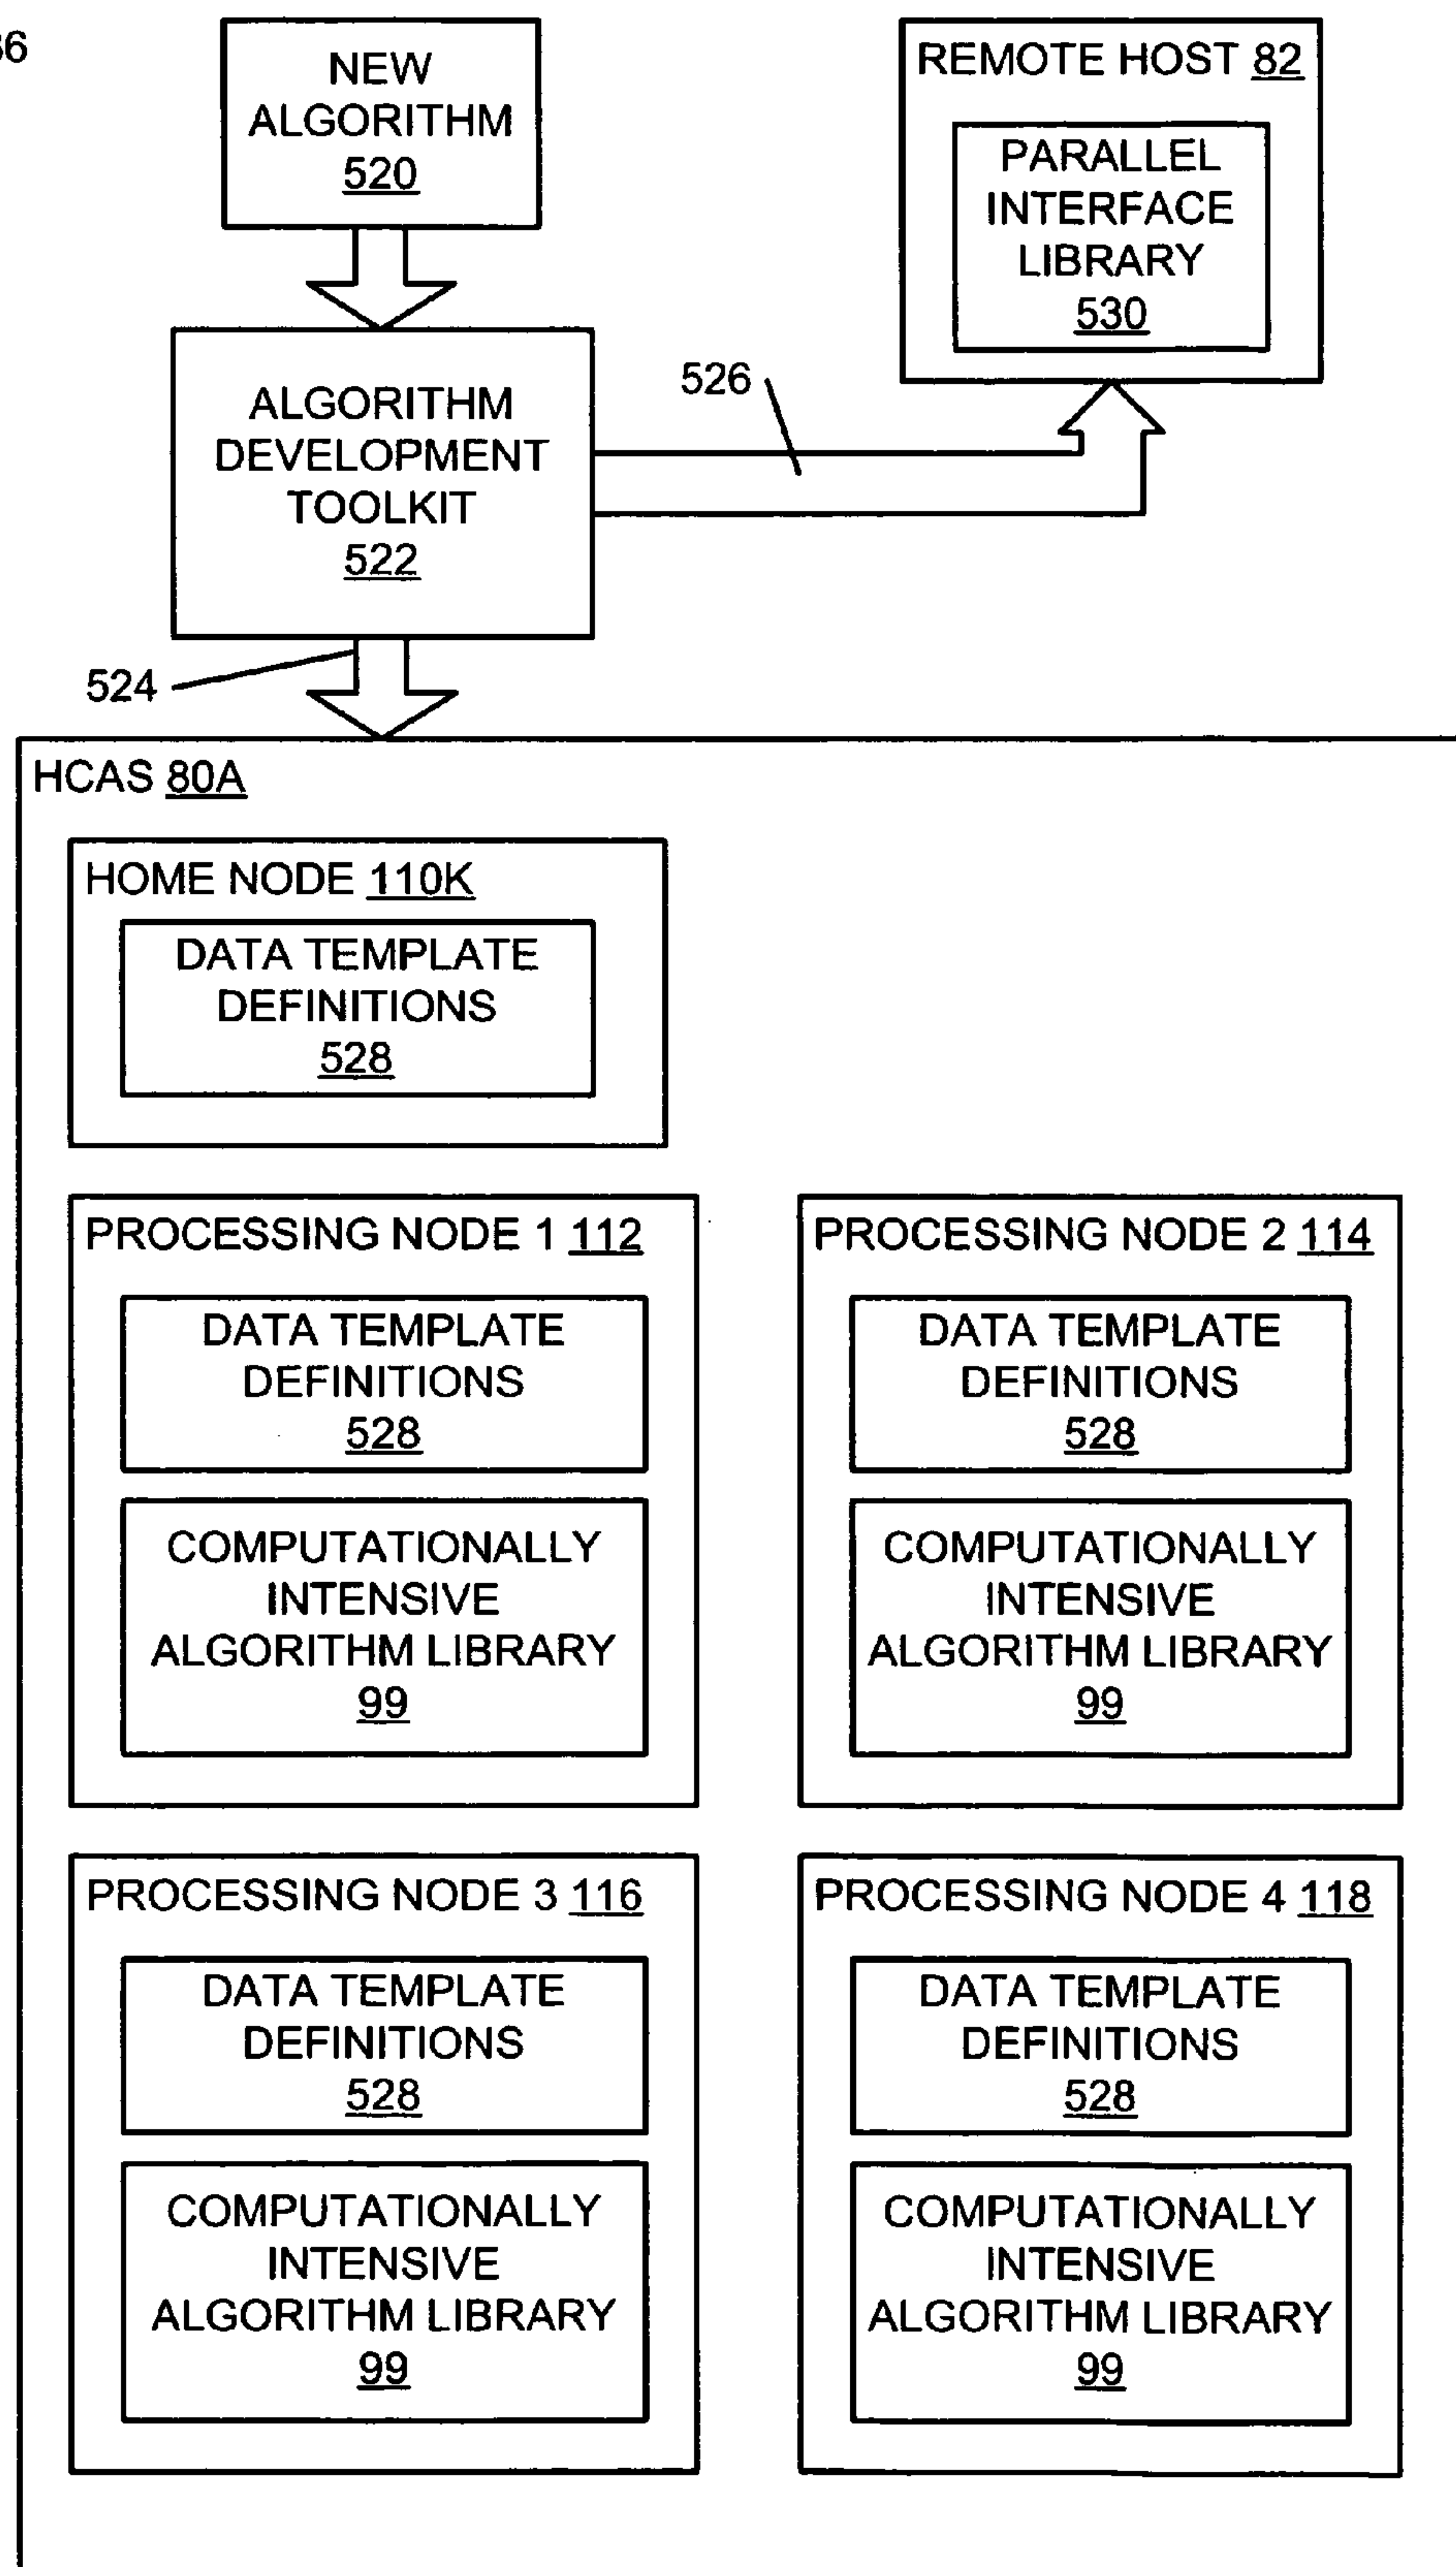 NEW
ALGORITHM
520
REMOTE HOST 82
PARALLEL
INTERFACE
LIBRARY
530
ALGORITHM
DEVELOPMENT
TOOLKIT
522
526
524
HCAS 80A
HOME NODE 110K
DATA TEMPLATE
DEFINITIONS
528
PROCESSING NODE 1 112
DATA TEMPLATE
DEFINITIONS
528
COMPUTATIONALLY
INTENSIVE
ALGORITHM LIBRARY
99
PROCESSING NODE 2 114
DATA TEMPLATE
DEFINITIONS
528
COMPUTATIONALLY
INTENSIVE
ALGORITHM LIBRARY
99
PROCESSING NODE 3 116
DATA TEMPLATE
DEFINITIONS
528
COMPUTATIONALLY
INTENSIVE
ALGORITHM LIBRARY
99
PROCESSING NODE 4 118
DATA TEMPLATE
DEFINITIONS
528
COMPUTATIONALLY
INTENSIVE
ALGORITHM LIBRARY
99